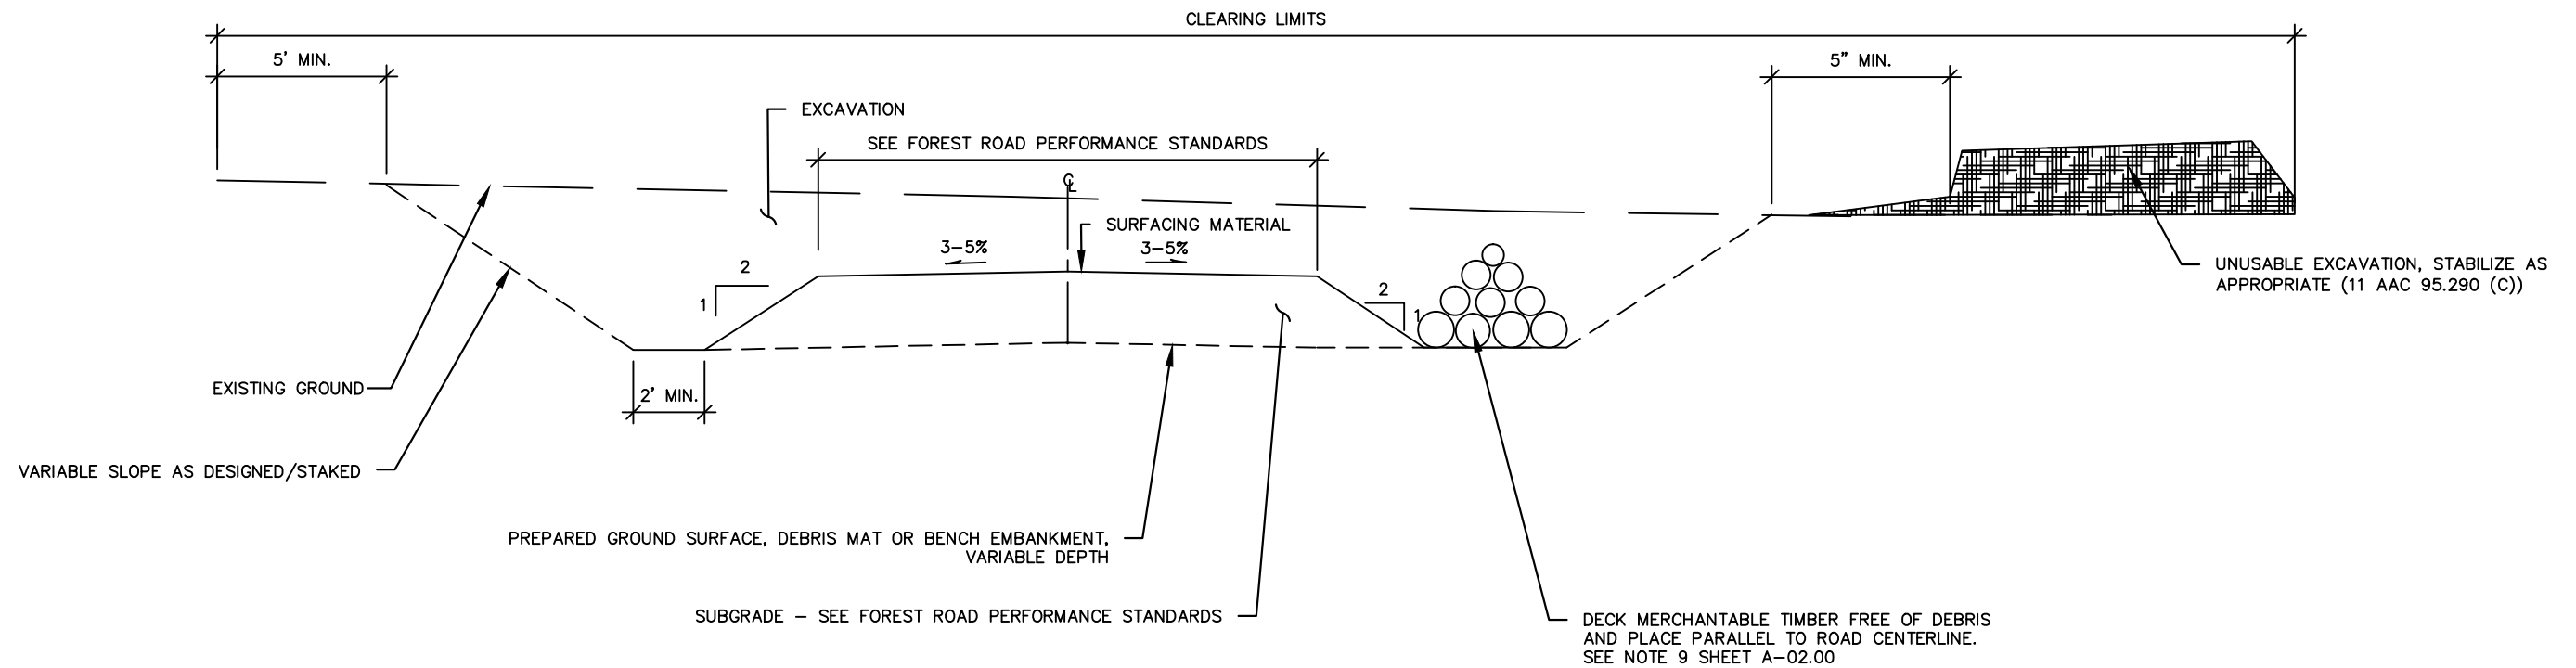 CLEARING LIMITS
5' MIN.
5" MIN.
EXCAVATION
SEE FOREST ROAD PERFORMANCE STANDARDS
℄
SURFACING MATERIAL
3-5%
3-5%
2
1
2
1
UNUSABLE EXCAVATION, STABILIZE AS
APPROPRIATE (11 AAC 95.290 (C))
EXISTING GROUND
2' MIN.
VARIABLE SLOPE AS DESIGNED/STAKED
PREPARED GROUND SURFACE, DEBRIS MAT OR BENCH EMBANKMENT,
VARIABLE DEPTH
SUBGRADE - SEE FOREST ROAD PERFORMANCE STANDARDS
DECK MERCHANTABLE TIMBER FREE OF DEBRIS
AND PLACE PARALLEL TO ROAD CENTERLINE.
SEE NOTE 9 SHEET A-02.00